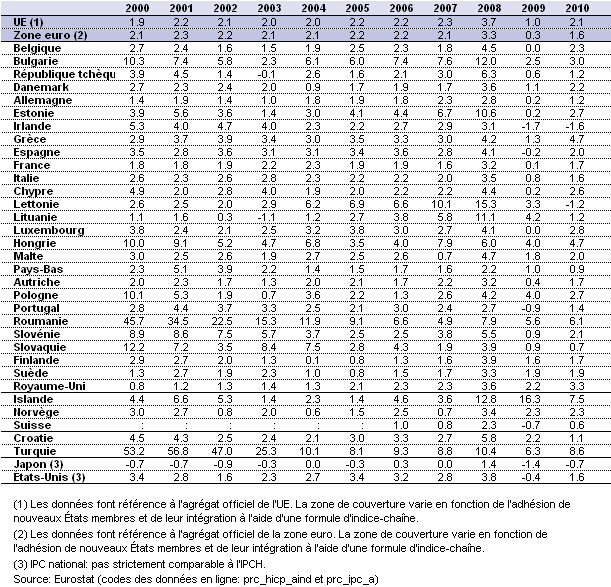 2000 2001 2002 2003 2004 2005 2006 2007 2008 2009 2010
UE (1) 1.9 2.2 2.1 2.0 2.0 2.2 2.2 2.3 3.7 1.0 2.1
Zone euro (2) 2.1 2.3 2.2 2.1 2.1 2.2 2.2 2.1 3.3 0.3 1.6
Belgique 2.7 2.4 1.6 1.5 1.9 2.5 2.3 1.8 4.5 0.0 2.3
Bulgarie 10.3 7.4 5.8 2.3 6.1 6.0 7.4 7.6 12.0 2.5 3.0
République tchèqu 3.9 4.5 1.4 -0.1 2.6 1.6 2.1 3.0 6.3 0.6 1.2
Danemark 2.7 2.3 2.4 2.0 0.9 1.7 1.9 1.7 3.6 1.1 2.2
Allemagne 1.4 1.9 1.4 1.0 1.8 1.9 1.8 2.3 2.8 0.2 1.2
Estonie 3.9 5.6 3.6 1.4 3.0 4.1 4.4 6.7 10.6 0.2 2.7
Irlande 5.3 4.0 4.7 4.0 2.3 2.2 2.7 2.9 3.1 -1.7 -1.6
Grèce 2.9 3.7 3.9 3.4 3.0 3.5 3.3 3.0 4.2 1.3 4.7
Espagne 3.5 2.8 3.6 3.1 3.1 3.4 3.6 2.8 4.1 -0.2 2.0
France 1.8 1.8 1.9 2.2 2.3 1.9 1.9 1.6 3.2 0.1 1.7
Italie 2.6 2.3 2.6 2.8 2.3 2.2 2.2 2.0 3.5 0.8 1.6
Chypre 4.9 2.0 2.8 4.0 1.9 2.0 2.2 2.2 4.4 0.2 2.6
Lettonie 2.6 2.5 2.0 2.9 6.2 6.9 6.6 10.1 15.3 3.3 -1.2
Lituanie 1.1 1.6 0.3 -1.1 1.2 2.7 3.8 5.8 11.1 4.2 1.2
Luxembourg 3.8 2.4 2.1 2.5 3.2 3.8 3.0 2.7 4.1 0.0 2.8
Hongrie 10.0 9.1 5.2 4.7 6.8 3.5 4.0 7.9 6.0 4.0 4.7
Malte 3.0 2.5 2.6 1.9 2.7 2.5 2.6 0.7 4.7 1.8 2.0
Pays-Bas 2.3 5.1 3.9 2.2 1.4 1.5 1.7 1.6 2.2 1.0 0.9
Autriche 2.0 2.3 1.7 1.3 2.0 2.1 1.7 2.2 3.2 0.4 1.7
Pologne 10.1 5.3 1.9 0.7 3.6 2.2 1.3 2.6 4.2 4.0 2.7
Portugal 2.8 4.4 3.7 3.3 2.5 2.1 3.0 2.4 2.7 -0.9 1.4
Roumanie 45.7 34.5 22.5 15.3 11.9 9.1 6.6 4.9 7.9 5.6 6.1
Slovénie 8.9 8.6 7.5 5.7 3.7 2.5 2.5 3.8 5.5 0.9 2.1
Slovaquie 12.2 7.2 3.5 8.4 7.5 2.8 4.3 1.9 3.9 0.9 0.7
Finlande 2.9 2.7 2.0 1.3 0.1 0.8 1.3 1.6 3.9 1.6 1.7
Suède 1.3 2.7 1.9 2.3 1.0 0.8 1.5 1.7 3.3 1.9 1.9
Royaume-Uni 0.8 1.2 1.3 1.4 1.3 2.1 2.3 2.3 3.6 2.2 3.3
Islande 4.4 6.6 5.3 1.4 2.3 1.4 4.6 3.6 12.8 16.3 7.5
Norvège 3.0 2.7 0.8 2.0 0.6 1.5 2.5 0.7 3.4 2.3 2.3
Suisse : : : : : : 1.0 0.8 2.3 -0.7 0.6
Croatie 4.5 4.3 2.5 2.4 2.1 3.0 3.3 2.7 5.8 2.2 1.1
Turquie 53.2 56.8 47.0 25.3 10.1 8.1 9.3 8.8 10.4 6.3 8.6
Japon (3) -0.7 -0.7 -0.9 -0.3 0.0 -0.3 0.3 0.0 1.4 -1.4 -0.7
États-Unis (3) 3.4 2.8 1.6 2.3 2.7 3.4 3.2 2.8 3.8 -0.4 1.6
(1) Les données font référence à l'agrégat officiel de l'UE. La zone de couverture varie en fonction de l'adhésion de
nouveaux États membres et de leur intégration à l'aide d'une formule d'indice-chaîne.
(2) Les données font référence à l'agrégat officiel de la zone euro. La zone de couverture varie en fonction de
l'adhésion de nouveaux États membres et de leur intégration à l'aide d'une formule d'indice-chaîne.
(3) IPC national: pas strictement comparable à l'IPCH.
Source: Eurostat (codes des données en ligne: prc_hicp_aind et prc_ipc_a)